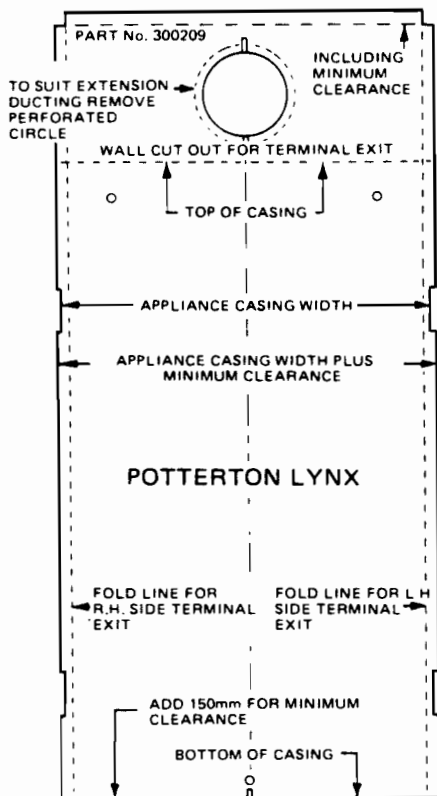 PART No. 300209
INCLUDING
MINIMUM
CLEARANCE
TO SUIT EXTENSION
DUCTING REMOVE
PERFORATED
CIRCLE
WALL CUT OUT FOR TERMINAL EXIT
TOP OF CASING
APPLIANCE CASING WIDTH
APPLIANCE CASING WIDTH PLUS
MINIMUM CLEARANCE
POTTERTON LYNX
FOLD LINE FOR
R.H. SIDE TERMINAL
EXIT
FOLD LINE FOR L H
SIDE TERMINAL
EXIT
ADD 150mm FOR MINIMUM
CLEARANCE
BOTTOM OF CASING